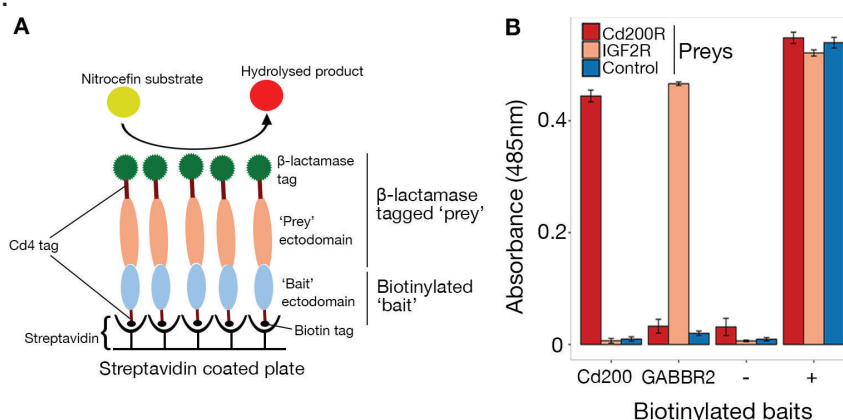 A
Nitrocefin substrate
Hydrolysed product
β-lactamase
tag
β-lactamase
tagged ‘prey’
‘Prey’
ectodomain
Cd4 tag
‘Bait’
ectodomain
Biotinylated
‘bait’
Streptavidin
Biotin tag
Streptavidin coated plate
B
Cd200R
IGF2R
Control
Preys
Absorbance (485nm)
0.4
0.2
0
Cd200 GABBR2 - +
Biotinylated baits